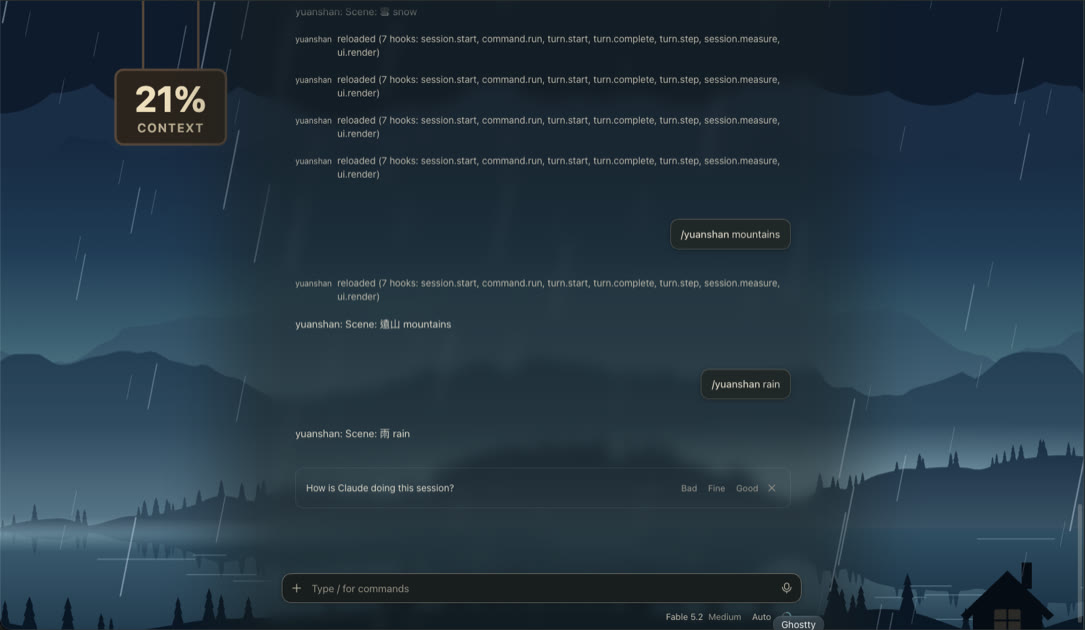 yuanshan: Scene: 雪 snow
21%
CONTEXT
yuanshan reloaded (7 hooks: session.start, command.run, turn.start, turn.complete, turn.step, session.measure,
ui.render)
yuanshan reloaded (7 hooks: session.start, command.run, turn.start, turn.complete, turn.step, session.measure,
ui.render)
yuanshan reloaded (7 hooks: session.start, command.run, turn.start, turn.complete, turn.step, session.measure,
ui.render)
yuanshan reloaded (7 hooks: session.start, command.run, turn.start, turn.complete, turn.step, session.measure,
ui.render)
/yuanshan mountains
yuanshan reloaded (7 hooks: session.start, command.run, turn.start, turn.complete, turn.step, session.measure,
ui.render)
yuanshan: Scene: 遠山 mountains
/yuanshan rain
yuanshan: Scene: 雨 rain
How is Claude doing this session? Bad Fine Good
Type / for commands
Fable 5.2 Medium Auto
Ghostty